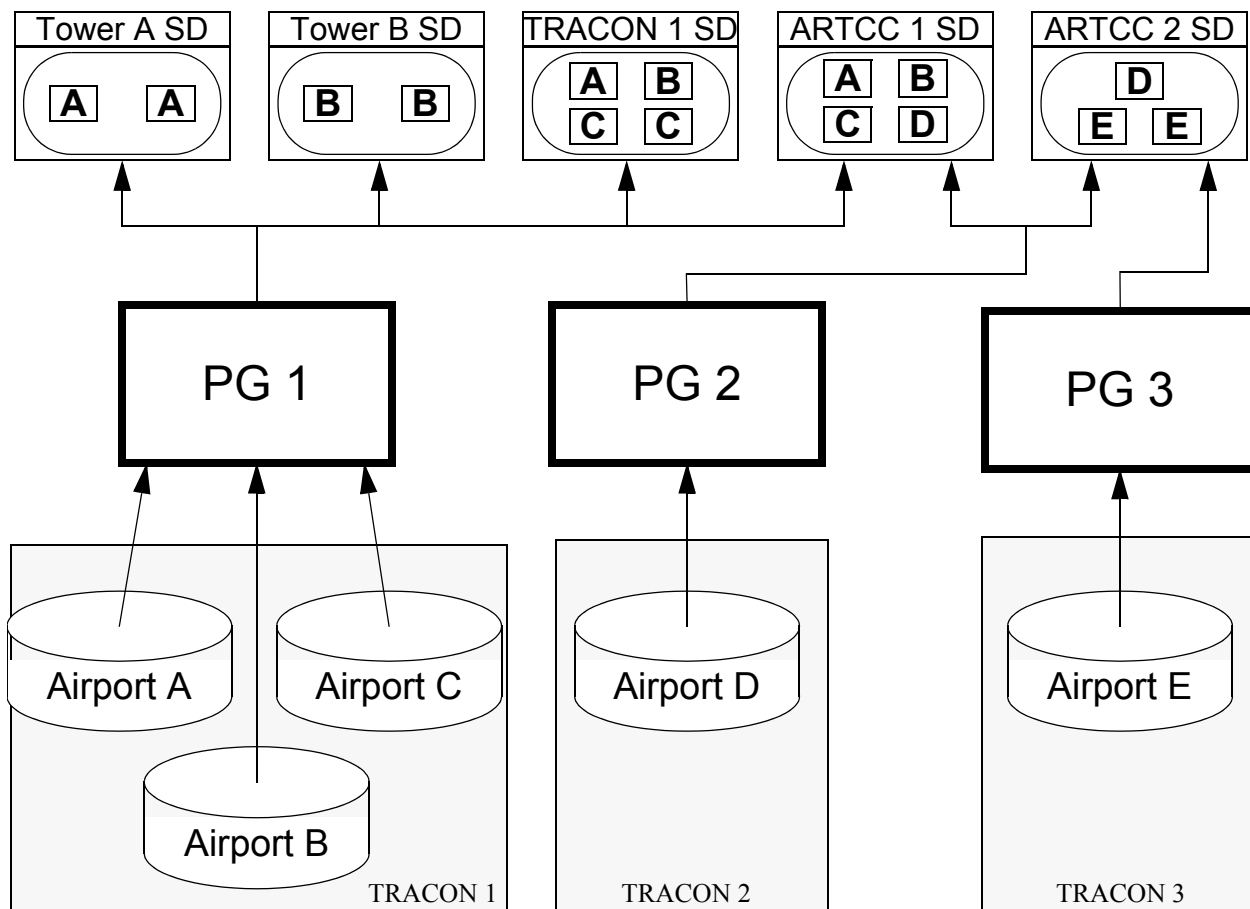 Tower A SD
A A
Tower B SD
B B
TRACON 1 SD
A B
C C
ARTCC 1 SD
A B
C D
ARTCC 2 SD
D
E E
PG 1
PG 2
PG 3
Airport A
Airport C
Airport B
TRACON 1
Airport D
TRACON 2
Airport E
TRACON 3